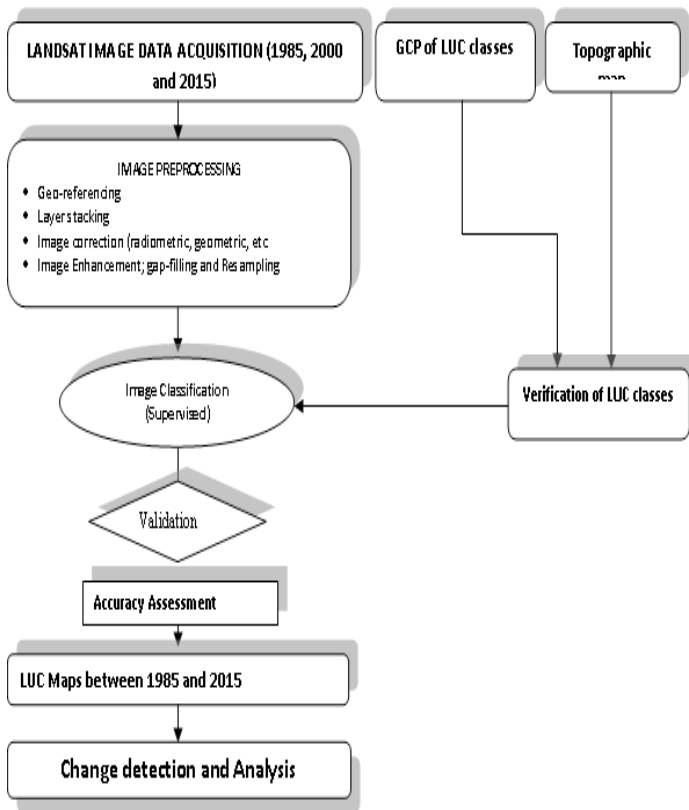 LANDSAT IMAGE DATA ACQUISITION (1985, 2000
and 2015)
GCP of LUC classes
Topographic
map
IMAGE PREPROCESSING
• Geo-referencing
• Layer stacking
• Image correction (radiometric, geometric, etc
• Image Enhancement; gap-filling and Resampling
Image Classification
(Supervised)
Verification of LUC classes
Validation
Accuracy Assessment
LUC Maps between 1985 and 2015
Change detection and Analysis